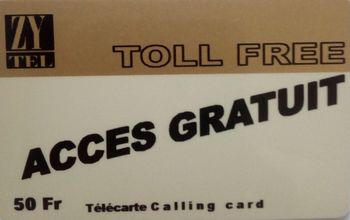 ZY
TEL
TOLL FREE
ACCES GRATUIT
50 Fr
Télécarte Calling card